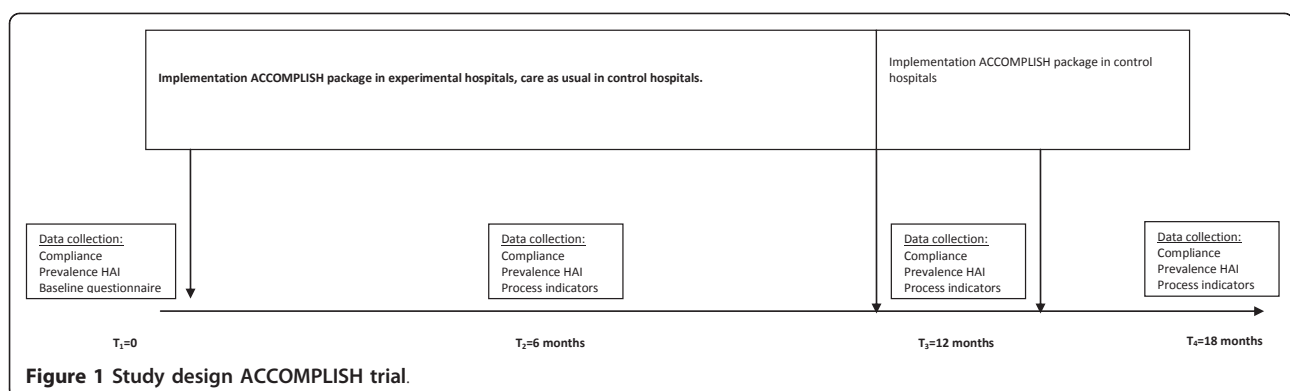 Implementation ACCOMPLISH package in experimental hospitals, care as usual in control hospitals.
Implementation ACCOMPLISH package in control
hospitals
Data collection:
Compliance
Prevalence HAI
Baseline questionnaire
Data collection:
Compliance
Prevalence HAI
Process indicators
Data collection:
Compliance
Prevalence HAI
Process indicators
Data collection:
Compliance
Prevalence HAI
Process indicators
T₁=0
T₂=6 months
T₃=12 months
T₄=18 months
Figure 1 Study design ACCOMPLISH trial.